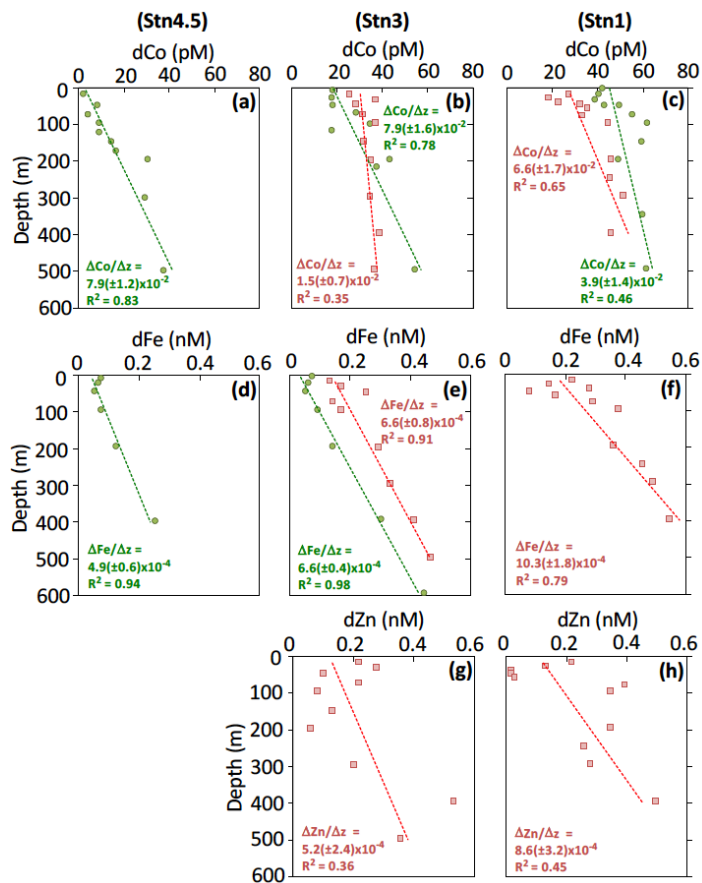 (Stn4.5) (Stn3) (Stn1)
dCo (pM) dCo (pM) dCo (pM)
0 20 40 60 80 0 20 40 60 80 0 20 40 60 80
Depth (m)
0
100
200
300
400
500
600
(a)
ΔCo/Δz =
7.9(±1.2)x10⁻²
R² = 0.83
(b)
ΔCo/Δz =
7.9(±1.6)x10⁻²
R² = 0.78
ΔCo/Δz =
1.5(±0.7)x10⁻²
R² = 0.35
(c)
ΔCo/Δz =
6.6(±1.7)x10⁻²
R² = 0.65
ΔCo/Δz =
3.9(±1.4)x10⁻²
R² = 0.46
dFe (nM) dFe (nM) dFe (nM)
0 0.2 0.4 0.6 0 0.2 0.4 0.6 0 0.2 0.4 0.6
Depth (m)
0
100
200
300
400
500
600
(d)
ΔFe/Δz =
4.9(±0.6)x10⁻⁴
R² = 0.94
(e)
ΔFe/Δz =
6.6(±0.8)x10⁻⁴
R² = 0.91
ΔFe/Δz =
6.6(±0.4)x10⁻⁴
R² = 0.98
(f)
ΔFe/Δz =
10.3(±1.8)x10⁻⁴
R² = 0.79
dZn (nM) dZn (nM)
0 0.2 0.4 0.6 0 0.2 0.4 0.6
Depth (m)
0
100
200
300
400
500
600
(g)
ΔZn/Δz =
5.2(±2.4)x10⁻⁴
R² = 0.36
(h)
ΔZn/Δz =
8.6(±3.2)x10⁻⁴
R² = 0.45